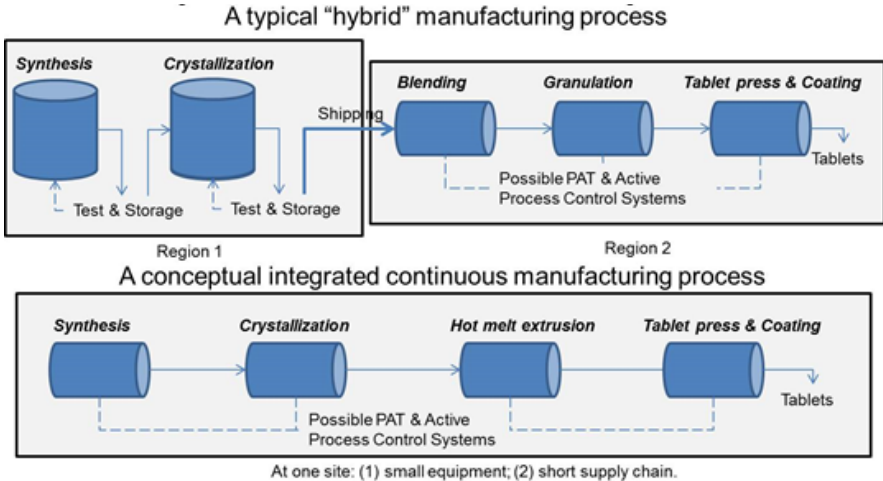 A typical “hybrid” manufacturing process
Synthesis
Crystallization
Test & Storage
Test & Storage
Shipping
Blending
Granulation
Tablet press & Coating
Tablets
Possible PAT & Active
Process Control Systems
Region 1
Region 2
A conceptual integrated continuous manufacturing process
Synthesis
Crystallization
Hot melt extrusion
Tablet press & Coating
Tablets
Possible PAT & Active
Process Control Systems
At one site: (1) small equipment; (2) short supply chain.